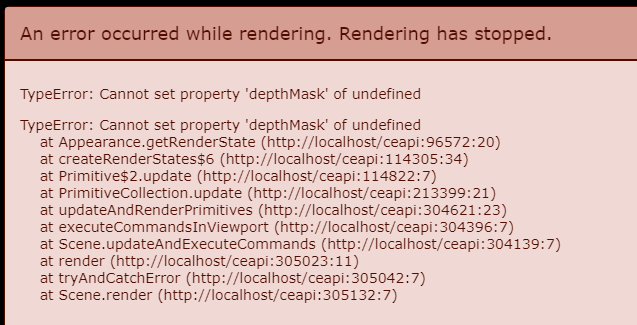 An error occurred while rendering. Rendering has stopped.
TypeError: Cannot set property 'depthMask' of undefined
TypeError: Cannot set property 'depthMask' of undefined
at Appearance.getRenderState (http://localhost/ceapi:96572:20)
at createRenderStates$6 (http://localhost/ceapi:114305:34)
at Primitive$2.update (http://localhost/ceapi:114822:7)
at PrimitiveCollection.update (http://localhost/ceapi:213399:21)
at updateAndRenderPrimitives (http://localhost/ceapi:304621:23)
at executeCommandsInViewport (http://localhost/ceapi:304396:7)
at Scene.updateAndExecuteCommands (http://localhost/ceapi:304139:7)
at render (http://localhost/ceapi:305023:11)
at tryAndCatchError (http://localhost/ceapi:305042:7)
at Scene.render (http://localhost/ceapi:305132:7)